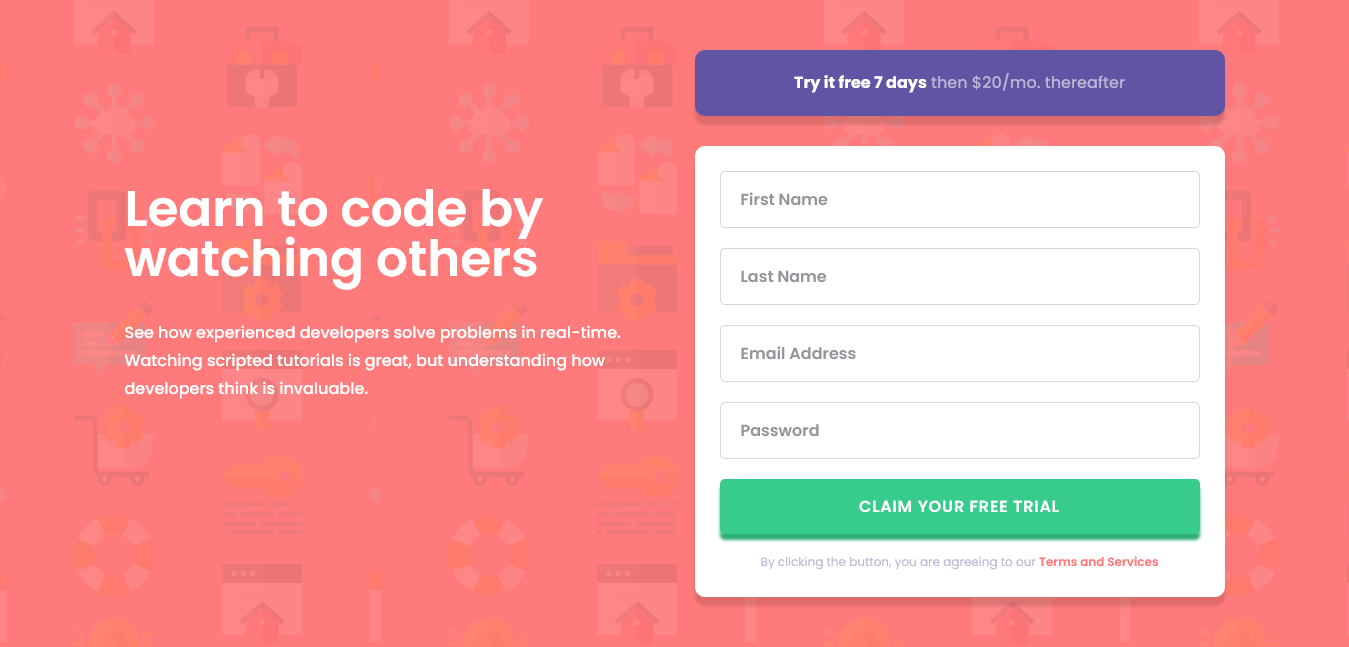 Learn to code by
watching others
See how experienced developers solve problems in real-time.
Watching scripted tutorials is great, but understanding how
developers think is invaluable.
Try it free 7 days then $20/mo. thereafter
First Name
Last Name
Email Address
Password
CLAIM YOUR FREE TRIAL
By clicking the button, you are agreeing to our Terms and Services